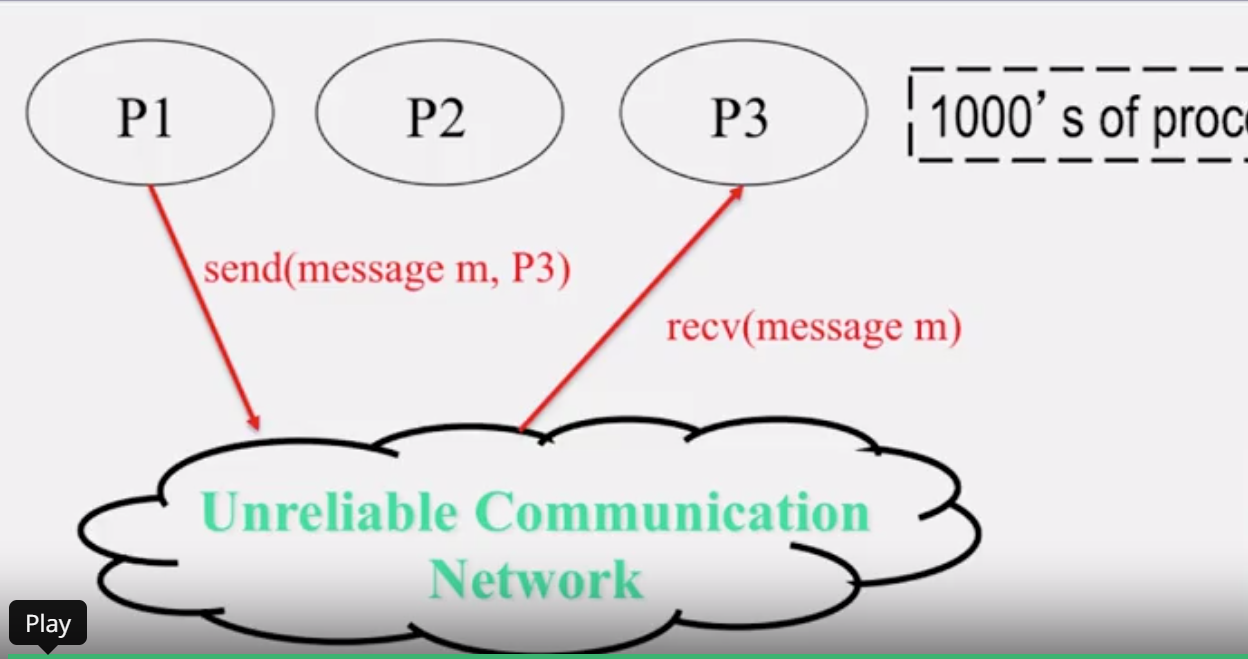 P1
P2
P3
1000's of proc
send(message m, P3)
recv(message m)
Unreliable Communication
Network
Play